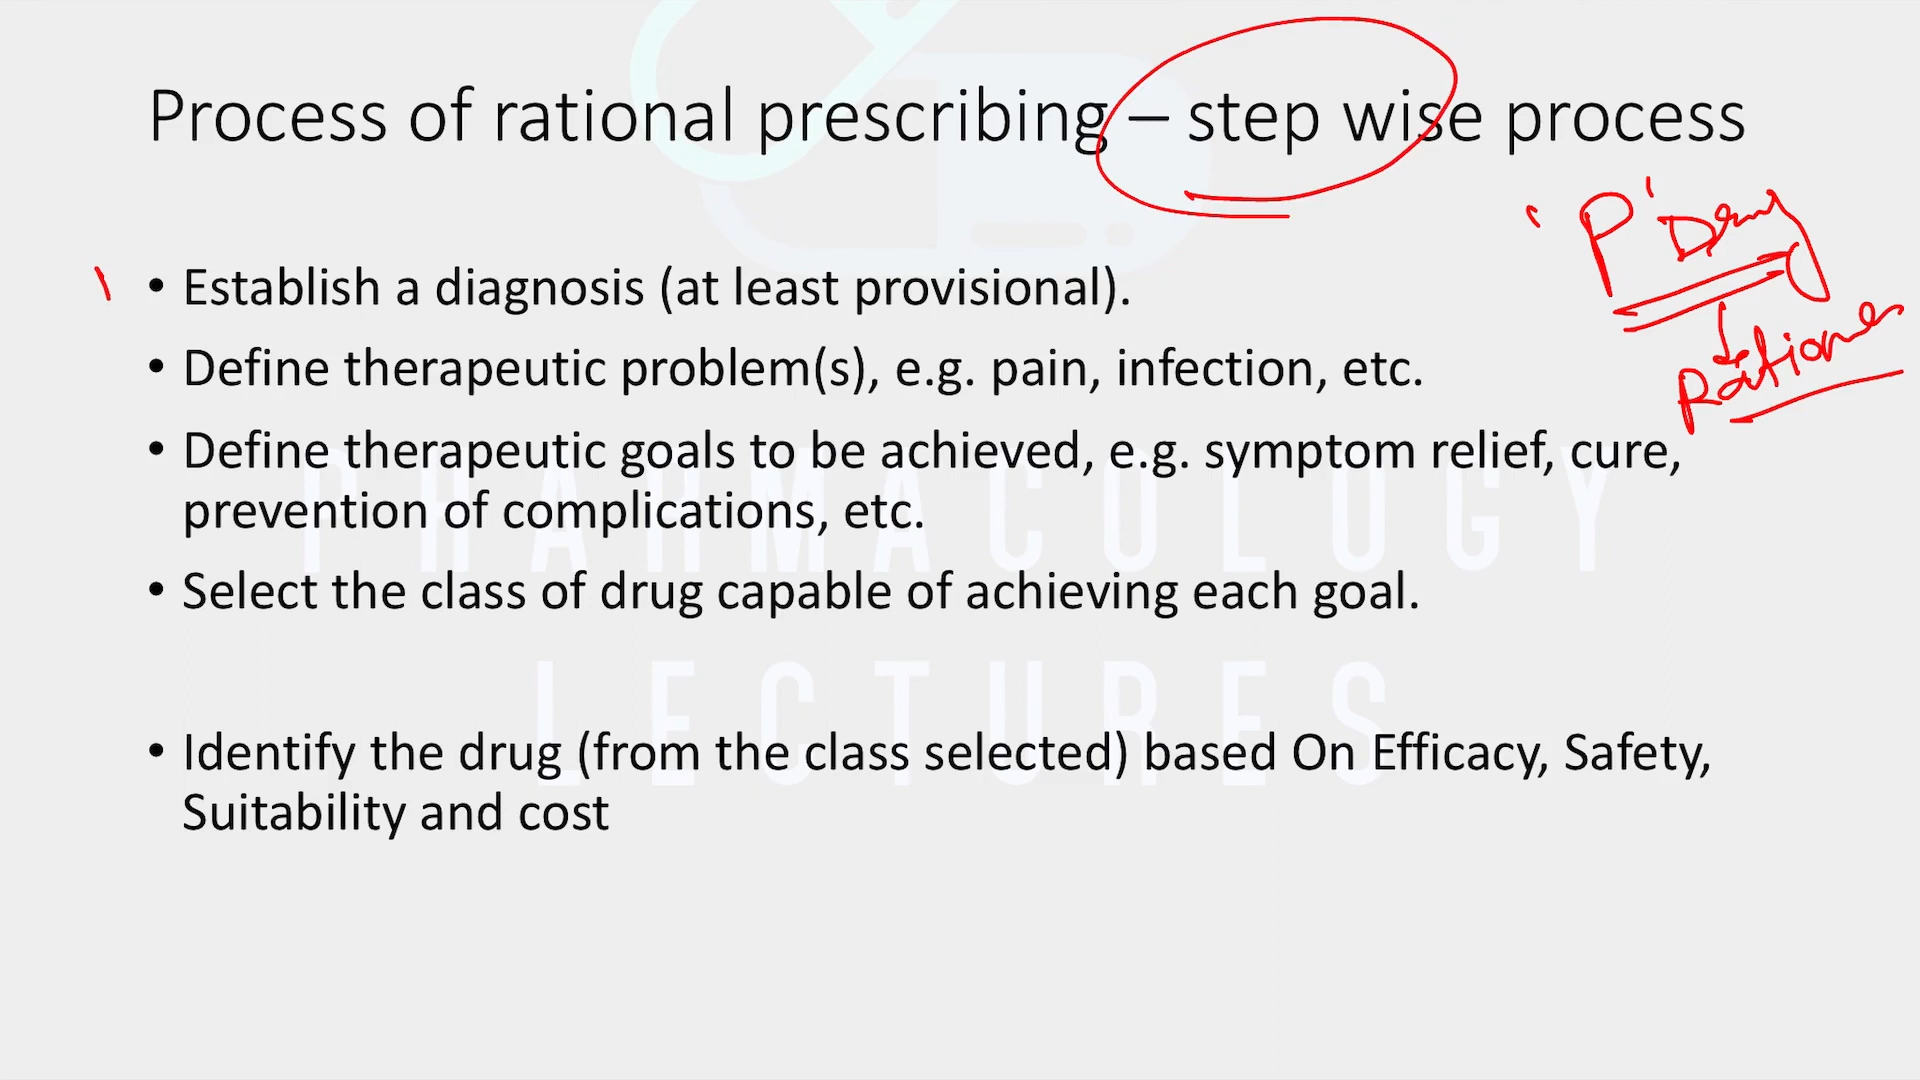 Process of rational prescribing – step wise process
'P' Drug
• Establish a diagnosis (at least provisional).
• Define therapeutic problem(s), e.g. pain, infection, etc.
• Define therapeutic goals to be achieved, e.g. symptom relief, cure,
prevention of complications, etc.
• Select the class of drug capable of achieving each goal.
• Identify the drug (from the class selected) based On Efficacy, Safety,
Suitability and cost
PHARMACOLOGY
LECTURES